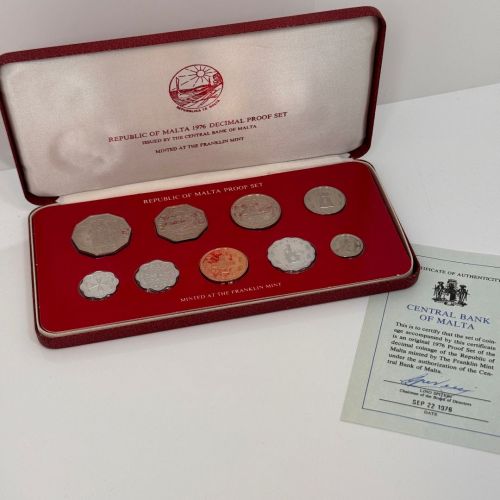 REPUBLIC OF MALTA 1976 DECIMAL PROOF SET
ISSUED BY THE CENTRAL BANK OF MALTA
MINTED AT THE FRANKLIN MINT
REPUBLIC OF MALTA PROOF SET
MINTED AT THE FRANKLIN MINT
CERTIFICATE OF AUTHENTICITY
CENTRAL BANK
OF MALTA
This is to certify that the set of coin-
age accompanied by this certificate
is an original 1976 Proof Set of the
decimal coinage of the Republic of
Malta minted by The Franklin Mint
under the authorization of the Cen-
tral Bank of Malta.
Chairman of the Board of Directors
SEP 22 1976
DATE